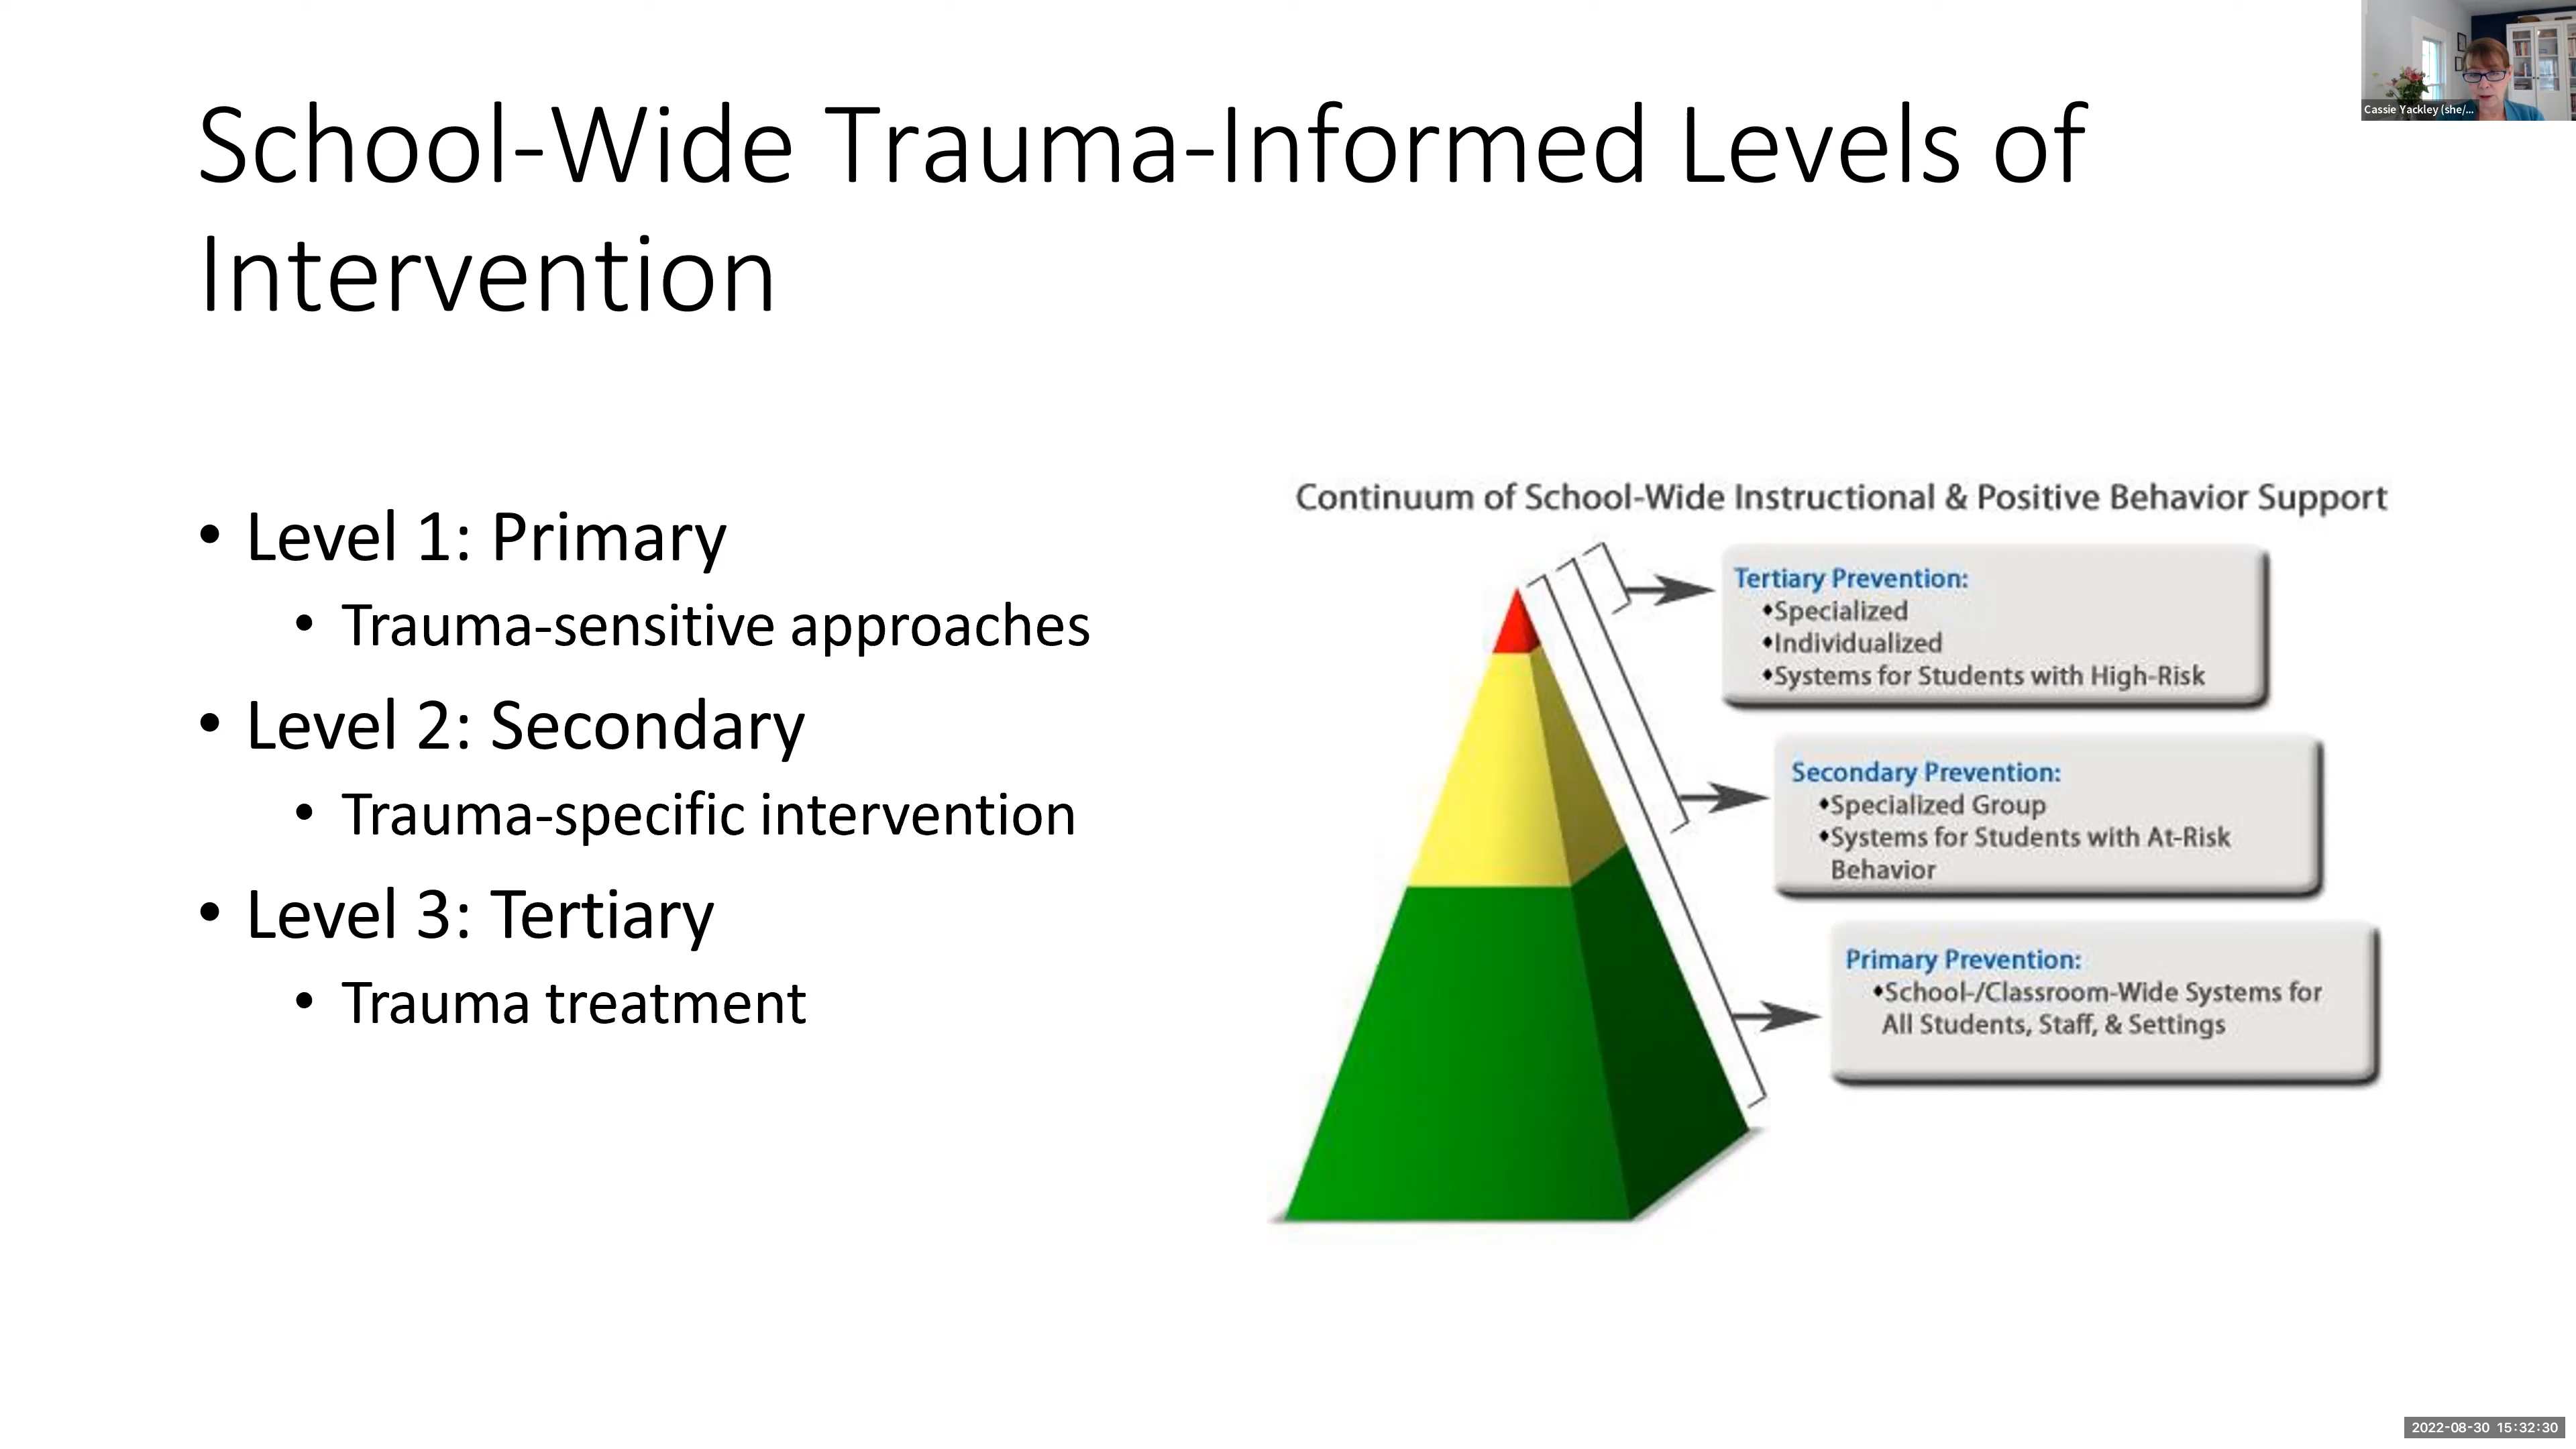 School-Wide Trauma-Informed Levels of
Intervention
• Level 1: Primary
• Trauma-sensitive approaches
• Level 2: Secondary
• Trauma-specific intervention
• Level 3: Tertiary
• Trauma treatment
Continuum of School-Wide Instructional & Positive Behavior Support
Tertiary Prevention:
•Specialized
•Individualized
•Systems for Students with High-Risk
Secondary Prevention:
•Specialized Group
•Systems for Students with At-Risk
Behavior
Primary Prevention:
•School-/Classroom-Wide Systems for
All Students, Staff, & Settings
Cassie Yackley (she/...
2022-08-30 15:32:30